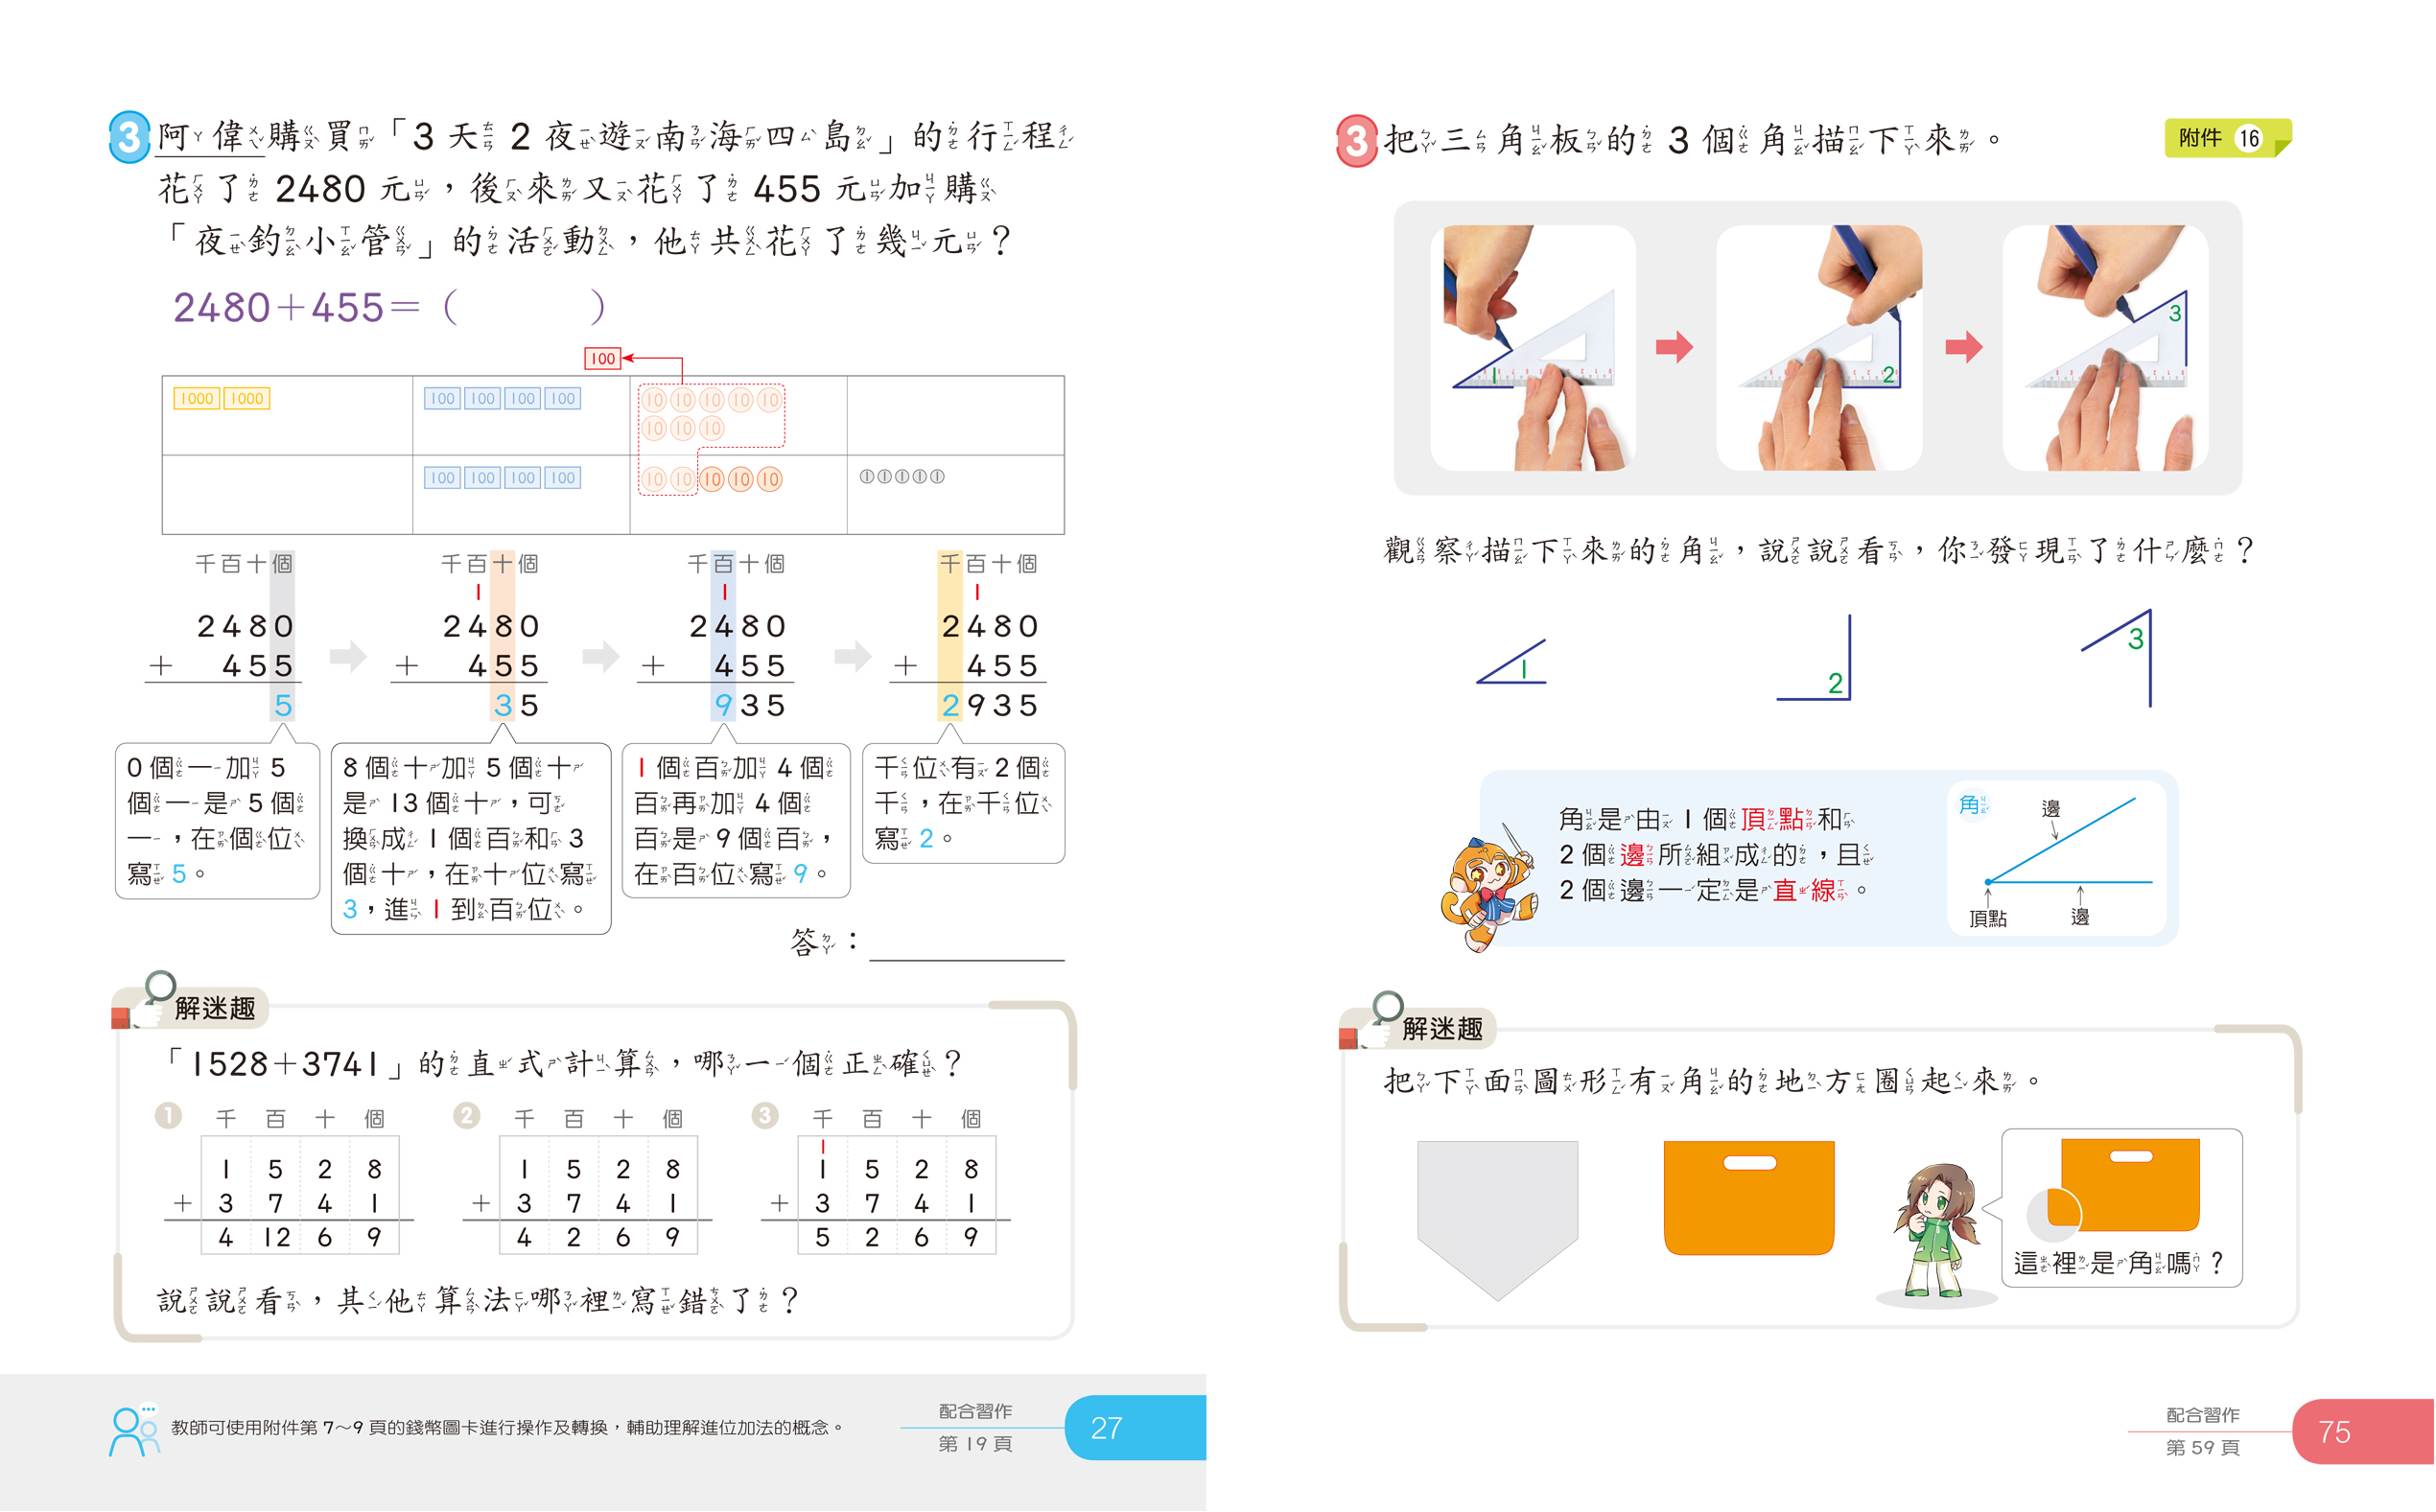 3 阿偉購買「3 天 2 夜遊南海四島」的行程
花了 2480 元，後來又花了 455 元加購
「夜釣小管」的活動，他共花了幾元？
2480＋455＝（　　　）
100
1000 1000 100 100 100 100 10 10 10 10 10
10 10 10
100 100 100 100 10 10 10 10 10 1 1 1 1 1
千百十個 千百十個 千百十個 千百十個
1 1 1
2480 2480 2480 2480
＋ 455 ＋ 455 ＋ 455 ＋ 455
5 35 935 2935
0 個一加 5
個一是 5 個
一，在個位
寫 5。
8 個十加 5 個十
是 13 個十，可
換成 1 個百和 3
個十，在十位寫
3，進 1 到百位。
1 個百加 4 個
百再加 4 個
百是 9 個百，
在百位寫 9。
千位有 2 個
千，在千位
寫 2。
答：
解迷趣
「1528＋3741」的直式計算，哪一個正確？
1 千 百 十 個 2 千 百 十 個 3 千 百 十 個
1
1 5 2 8 1 5 2 8 1 5 2 8
＋ 3 7 4 1 ＋ 3 7 4 1 ＋ 3 7 4 1
4 12 6 9 4 2 6 9 5 2 6 9
說說看，其他算法哪裡寫錯了？
教師可使用附件第 7～9 頁的錢幣圖卡進行操作及轉換，輔助理解進位加法的概念。
配合習作
第 19 頁
27
3 把三角板的 3 個角描下來。
附件 16
1 2 3
觀察描下來的角，說說看，你發現了什麼？
1 2 3
角是由 1 個頂點和
2 個邊所組成的，且
2 個邊一定是直線。
角
邊
頂點 邊
解迷趣
把下面圖形有角的地方圈起來。
這裡是角嗎？
配合習作
第 59 頁
75